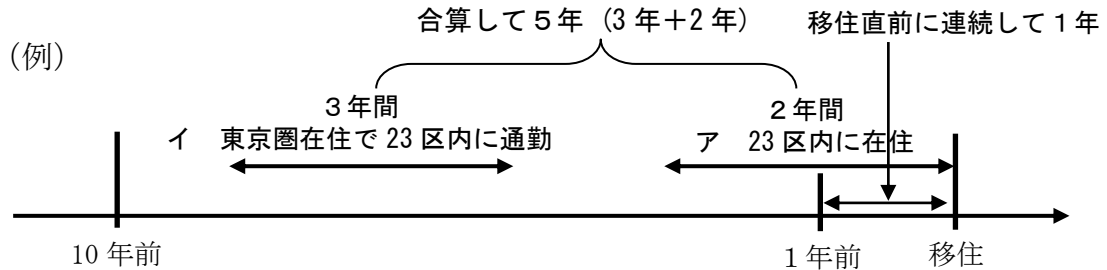 合算して５年（3年＋2年）
移住直前に連続して１年
（例）
３年間
２年間
イ　東京圏在住で 23 区内に通勤
ア　23 区内に在住
10 年前
１年前
移住